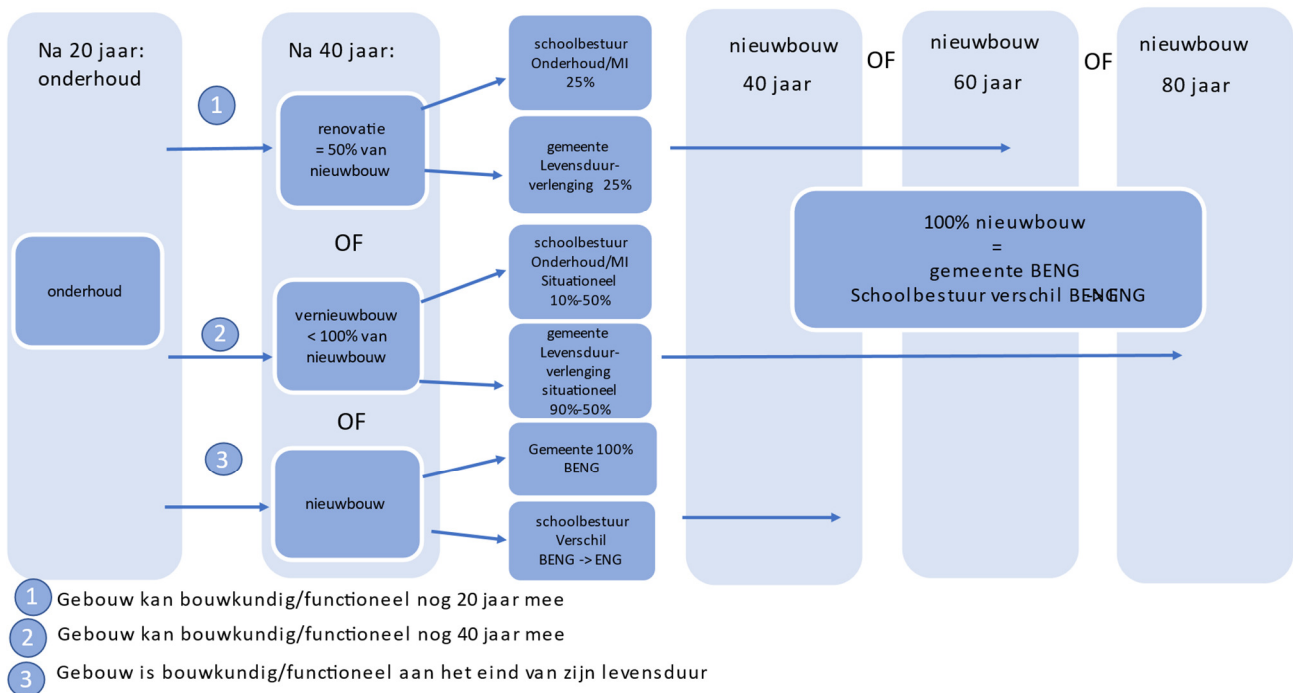 Na 20 jaar:
onderhoud
onderhoud
1
2
3
Na 40 jaar:
renovatie
= 50% van
nieuwbouw
OF
vernieuwbouw
< 100% van
nieuwbouw
OF
nieuwbouw
schoolbestuur
Onderhoud/MI
25%
gemeente
Levensduur-
verlenging 25%
schoolbestuur
Onderhoud/MI
Situationeel
10%-50%
gemeente
Levensduur-
verlenging
situationeel
90%-50%
Gemeente 100%
BENG
schoolbestuur
Verschil
BENG -> ENG
nieuwbouw
40 jaar
OF
nieuwbouw
60 jaar
OF
nieuwbouw
80 jaar
100% nieuwbouw
=
gemeente BENG
Schoolbestuur verschil BENG -> ENG
1 Gebouw kan bouwkundig/functioneel nog 20 jaar mee
2 Gebouw kan bouwkundig/functioneel nog 40 jaar mee
3 Gebouw is bouwkundig/functioneel aan het eind van zijn levensduur